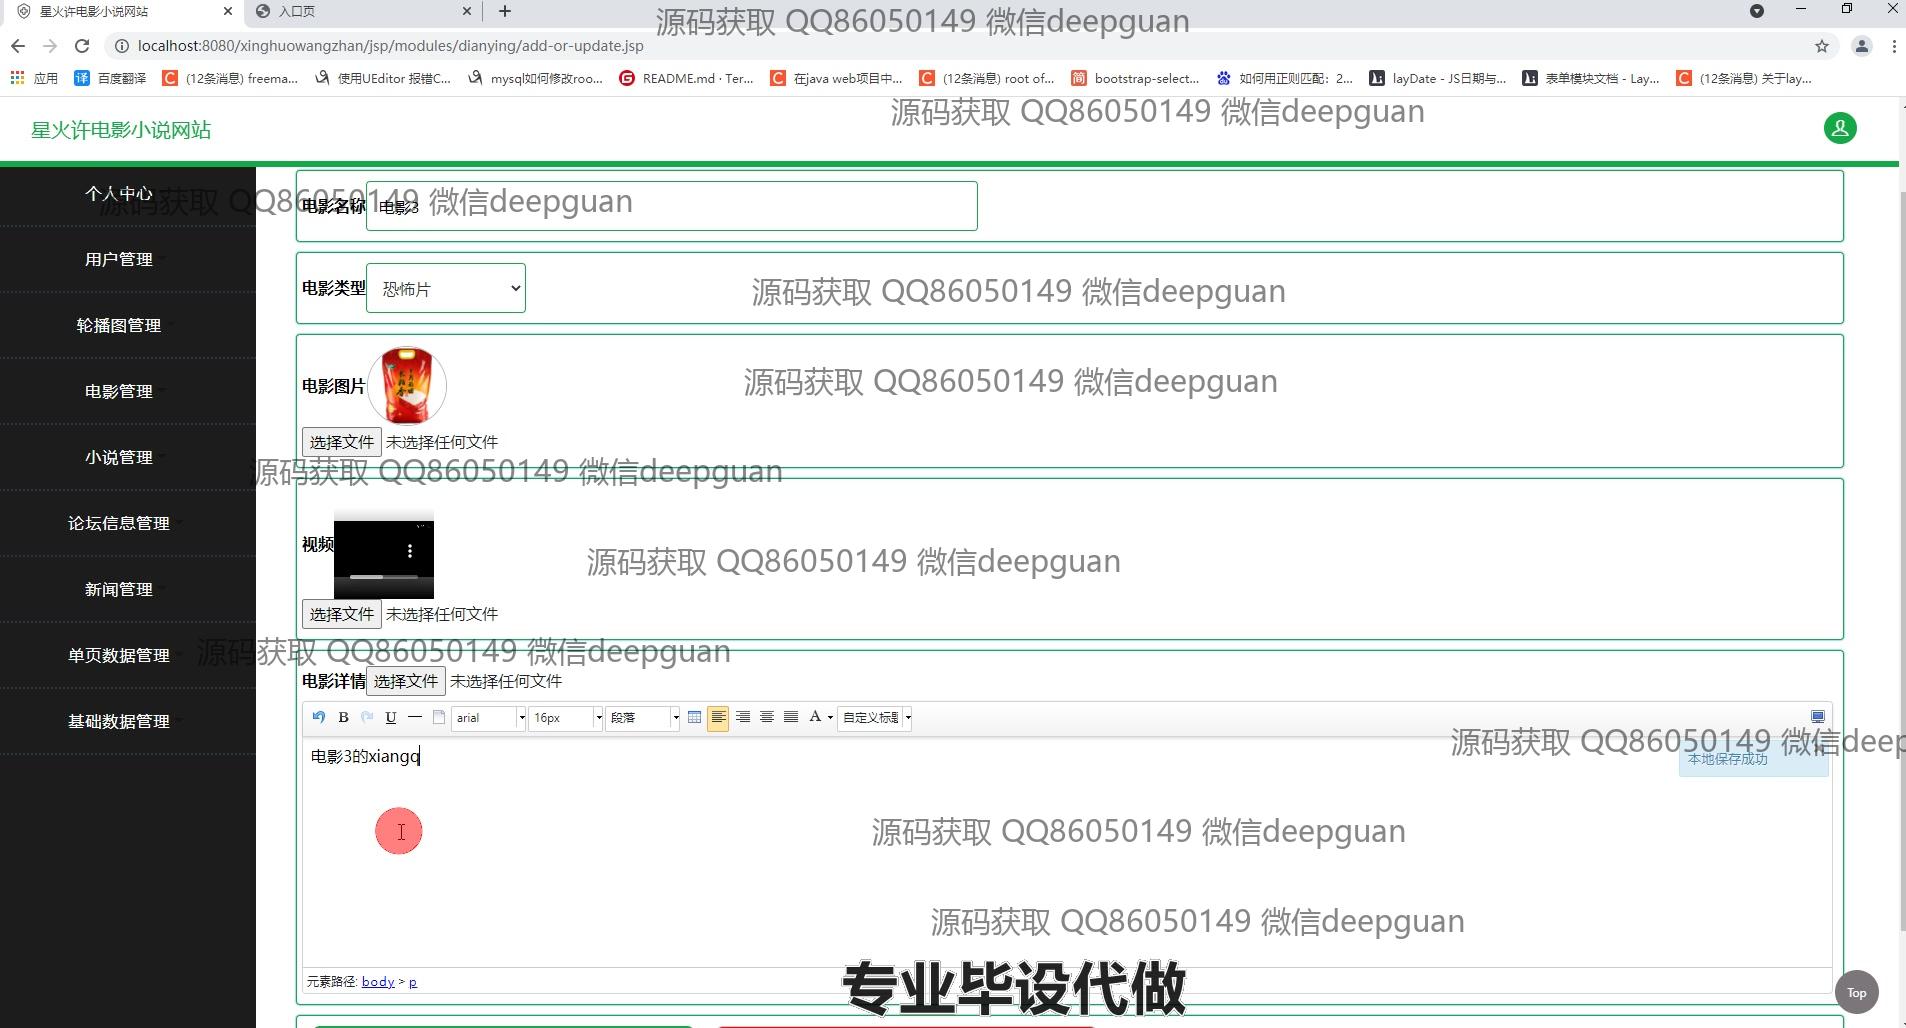 星火许电影小说网站
入口页
源码获取 QQ86050149 微信deepguan
localhost:8080/xinghuowangzhan/jsp/modules/dianying/add-or-update.jsp
应用
百度翻译
(12条消息) freema...
使用UEditor 报错C...
mysql如何修改roo...
README.md · Ter...
在java web项目中...
(12条消息) root of...
bootstrap-select...
如何用正则匹配：2...
layDate - JS日期与...
表单模块文档 - Lay...
(12条消息) 关于lay...
源码获取 QQ86050149 微信deepguan
星火许电影小说网站
个人中心
源码获取 QQ86050149 微信deepguan
电影名称
电影3
用户管理
电影类型
恐怖片
源码获取 QQ86050149 微信deepguan
轮播图管理
电影图片
源码获取 QQ86050149 微信deepguan
电影管理
选择文件 未选择任何文件
小说管理
源码获取 QQ86050149 微信deepguan
论坛信息管理
视频
源码获取 QQ86050149 微信deepguan
新闻管理
选择文件 未选择任何文件
单页数据管理
源码获取 QQ86050149 微信deepguan
电影详情 选择文件 未选择任何文件
基础数据管理
B U arial 16px 段落 A 自定义标题
源码获取 QQ86050149 微信deep
电影3的xiangq
本地保存成功
源码获取 QQ86050149 微信deepguan
源码获取 QQ86050149 微信deepguan
元素路径: body > p
专业毕设代做
Top